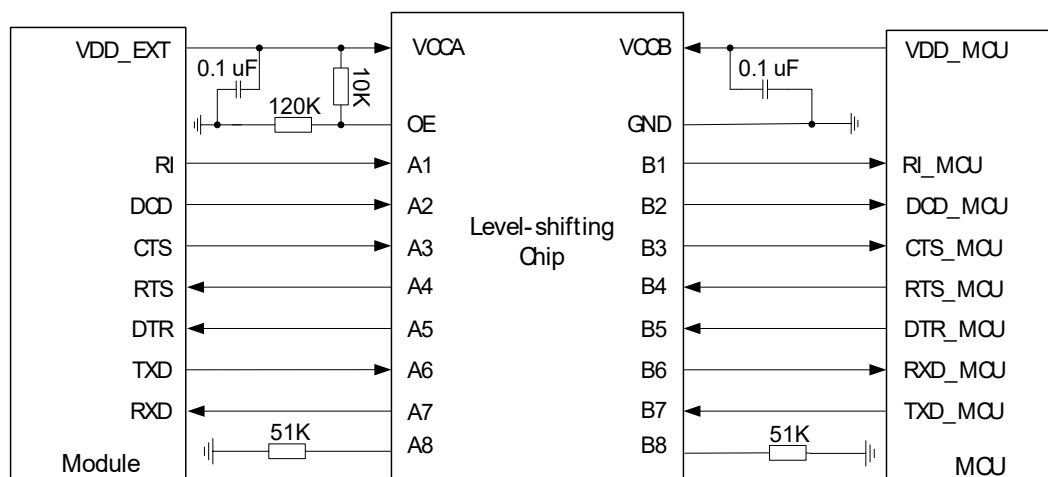 VDD_EXT
VCCA
VCCB
VDD_MCU
0.1 uF
10K
0.1 uF
120K
OE
GND
RI
A1
B1
RI_MCU
DCD
A2
B2
DCD_MCU
Level-shifting
Chip
CTS
A3
B3
CTS_MCU
RTS
A4
B4
RTS_MCU
DTR
A5
B5
DTR_MCU
TXD
A6
B6
RXD_MCU
RXD
A7
B7
TXD_MCU
51K
A8
B8
51K
Module
MCU